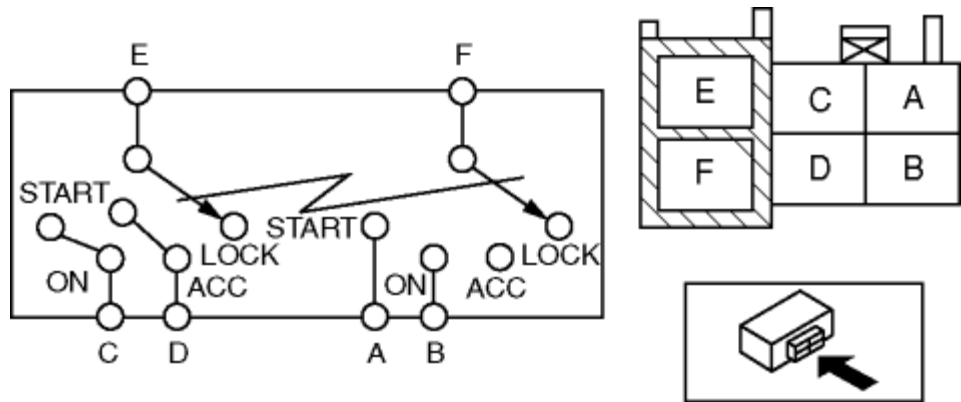 E F
START
START
LOCK
LOCK
ON
ACC
ON
ACC
C D A B
E C A
F D B